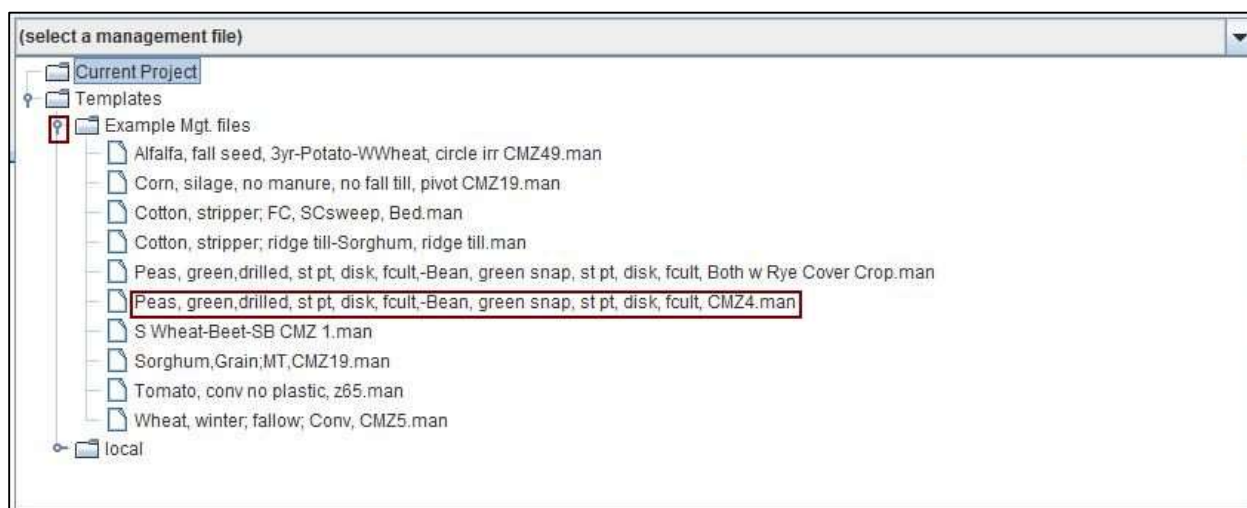 (select a management file)
Current Project
Templates
Example Mgt. files
Alfalfa, fall seed, 3yr-Potato-WWheat, circle irr CMZ49.man
Corn, silage, no manure, no fall till, pivot CMZ19.man
Cotton, stripper; FC, SCsweep, Bed.man
Cotton, stripper; ridge till-Sorghum, ridge till.man
Peas, green,drilled, st pt, disk, fcult,-Bean, green snap, st pt, disk, fcult, Both w Rye Cover Crop.man
Peas, green,drilled, st pt, disk, fcult,-Bean, green snap, st pt, disk, fcult, CMZ4.man
S Wheat-Beet-SB CMZ 1.man
Sorghum,Grain;MT,CMZ19.man
Tomato, conv no plastic, z65.man
Wheat, winter; fallow; Conv, CMZ5.man
local